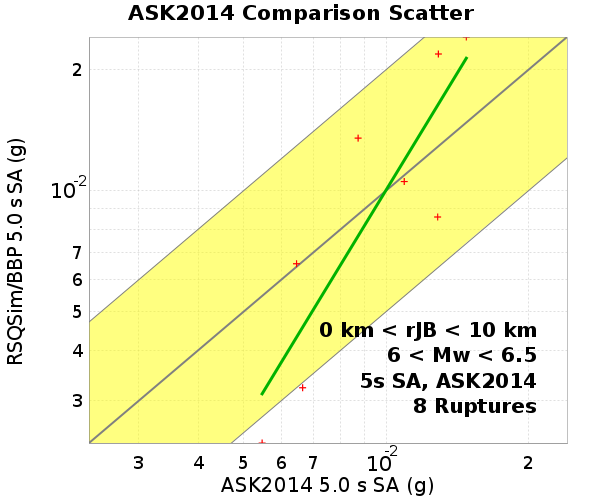 ASK2014 Comparison Scatter
RSQSim/BBP 5.0 s SA (g)
2
10-2
7
6
5
4
3
0 km < rJB < 10 km
6 < Mw < 6.5
5s SA, ASK2014
8 Ruptures
3 4 5 6 7 10-2 2
ASK2014 5.0 s SA (g)